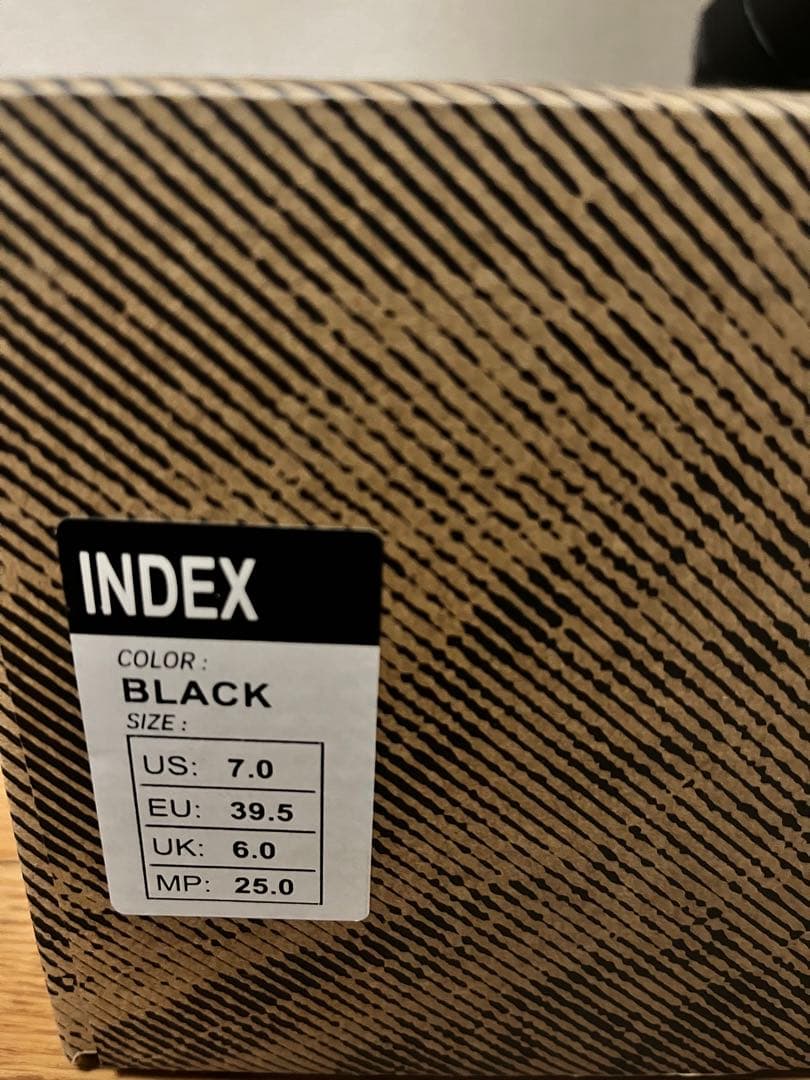 INDEX
COLOR :
BLACK
SIZE :
US: 7.0
EU: 39.5
UK: 6.0
MP: 25.0